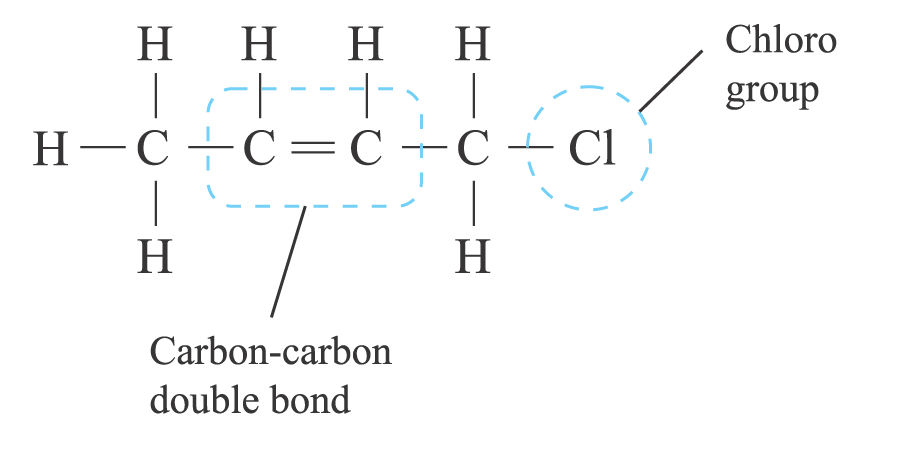 H H H H
Chloro
group
H C C C C Cl
H H
Carbon-carbon
double bond